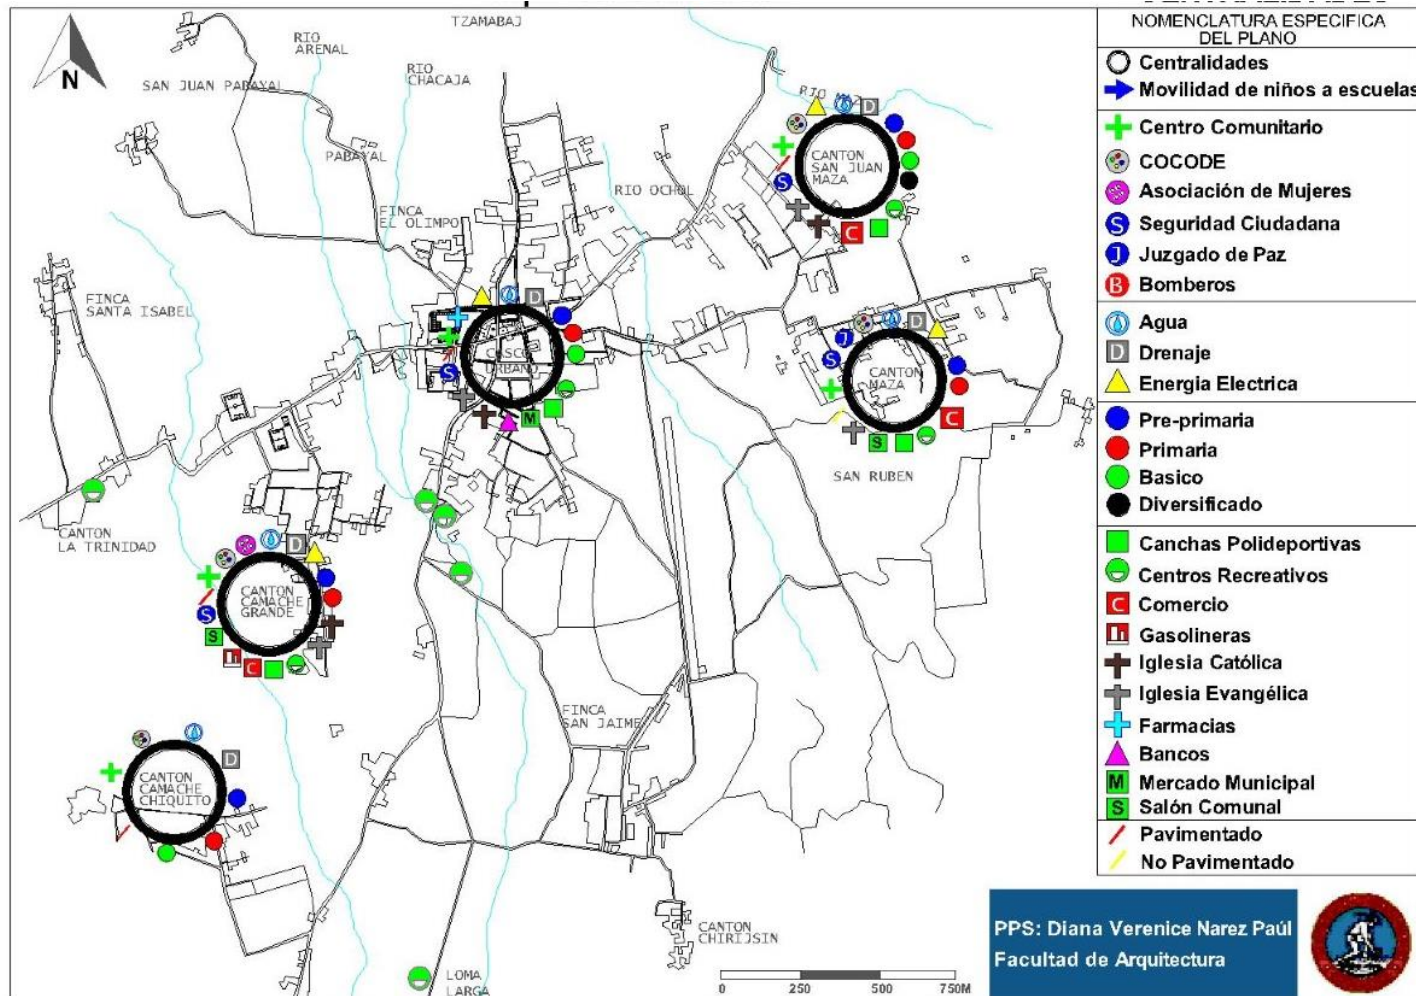 TZAMABAJ
RIO
ARENAL
RIO
CHACAJA
SAN JUAN PABAYAL
PABAYAL
FINCA
EL OLIMPO
RIO OCHOL
RIO
CANTON
SAN JUAN
MAZA
N
FINCA
SANTA ISABEL
CASCO
URBANO
CANTON
MAZA
SAN RUBEN
CANTON
LA TRINIDAD
CANTON
CAMACHE
GRANDE
FINCA
SAN JAIME
CANTON
CAMACHE
CHIQUITO
CANTON
CHIRIJSIN
LOMA
LARGA
0 250 500 750M
NOMENCLATURA ESPECIFICA
DEL PLANO
Centralidades
Movilidad de niños a escuelas
Centro Comunitario
COCODE
Asociación de Mujeres
S Seguridad Ciudadana
J Juzgado de Paz
B Bomberos
Agua
D Drenaje
Energia Electrica
Pre-primaria
Primaria
Basico
Diversificado
Canchas Polideportivas
Centros Recreativos
C Comercio
Gasolineras
Iglesia Católica
Iglesia Evangélica
Farmacias
Bancos
M Mercado Municipal
S Salón Comunal
Pavimentado
No Pavimentado
PPS: Diana Verenice Narez Paúl
Facultad de Arquitectura